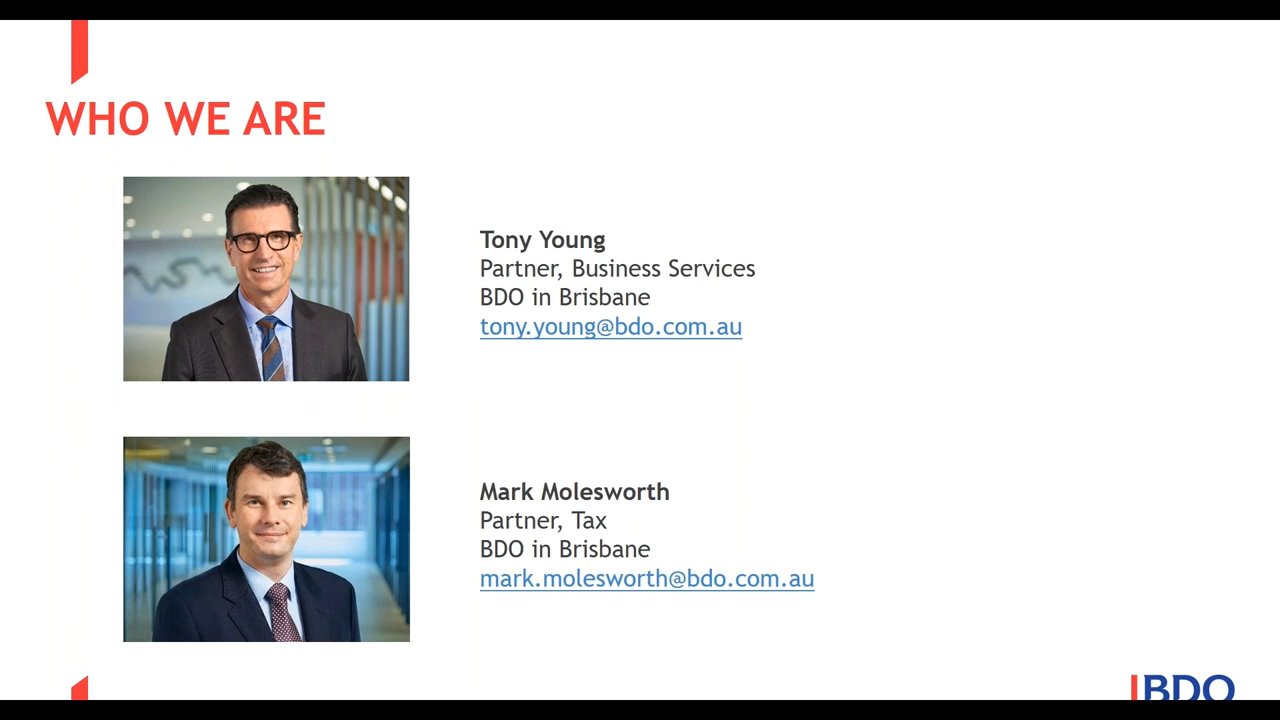 WHO WE ARE
Tony Young
Partner, Business Services
BDO in Brisbane
tony.young@bdo.com.au
Mark Molesworth
Partner, Tax
BDO in Brisbane
mark.molesworth@bdo.com.au
BDO